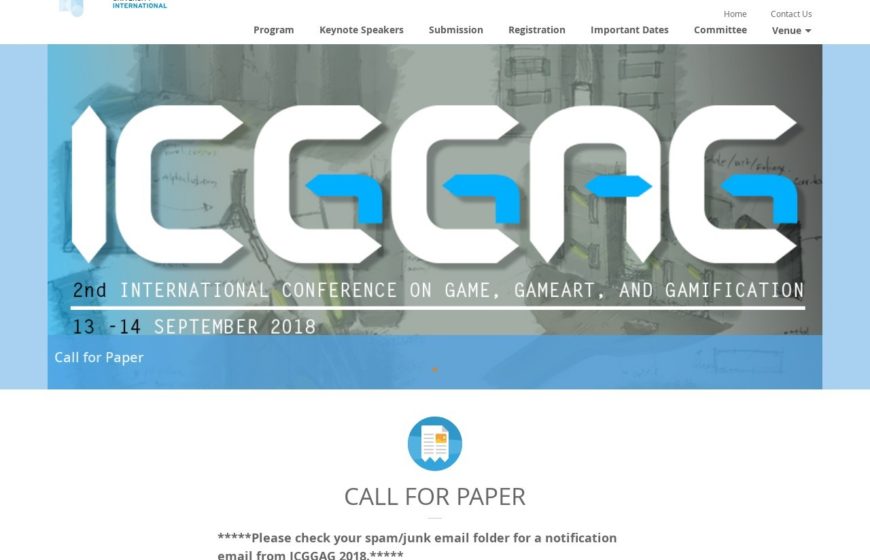 INTERNATIONAL
Home Contact Us
Program Keynote Speakers Submission Registration Important Dates Committee Venue
ICGGAG
2nd INTERNATIONAL CONFERENCE ON GAME, GAMEART, AND GAMIFICATION
13 -14 SEPTEMBER 2018
Call for Paper
CALL FOR PAPER
*****Please check your spam/junk email folder for a notification
email from ICGGAG 2018.*****